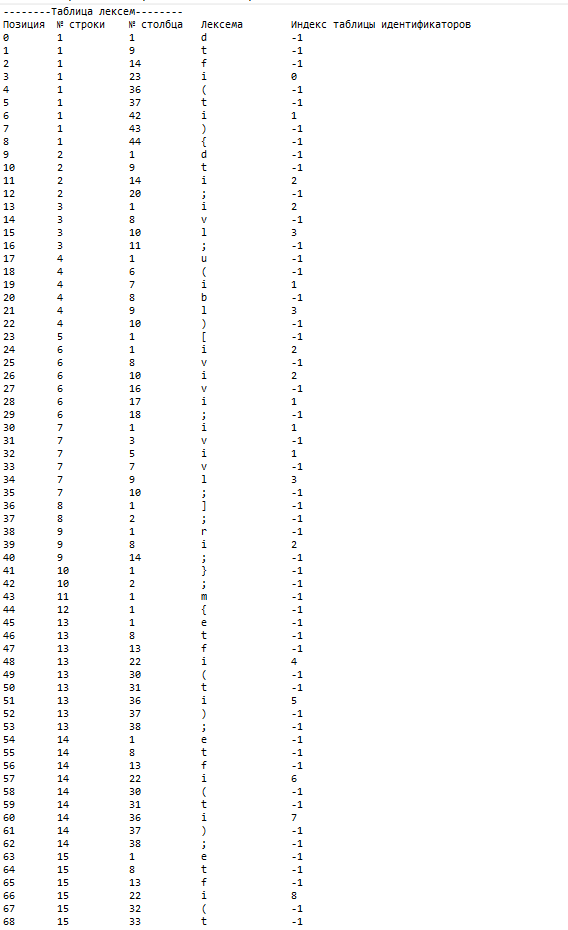 --------Таблица лексем--------
Позиция № строки № столбца Лексема Индекс таблицы идентификаторов
0 1 1 d -1
1 1 9 t -1
2 1 14 f -1
3 1 23 i 0
4 1 36 ( -1
5 1 37 t -1
6 1 42 i 1
7 1 43 ) -1
8 1 44 { -1
9 2 1 d -1
10 2 9 t -1
11 2 14 i 2
12 2 20 ; -1
13 3 1 i 2
14 3 8 v -1
15 3 10 l 3
16 3 11 ; -1
17 4 1 u -1
18 4 6 ( -1
19 4 7 i 1
20 4 8 b -1
21 4 9 l 3
22 4 10 ) -1
23 5 1 [ -1
24 6 1 i 2
25 6 8 v -1
26 6 10 i 2
27 6 16 v -1
28 6 17 i 1
29 6 18 ; -1
30 7 1 i 1
31 7 3 v -1
32 7 5 i 1
33 7 7 v -1
34 7 9 l 3
35 7 10 ; -1
36 8 1 ] -1
37 8 2 ; -1
38 9 1 r -1
39 9 8 i 2
40 9 14 ; -1
41 10 1 } -1
42 10 2 ; -1
43 11 1 m -1
44 12 1 { -1
45 13 1 e -1
46 13 8 t -1
47 13 13 f -1
48 13 22 i 4
49 13 30 ( -1
50 13 31 t -1
51 13 36 i 5
52 13 37 ) -1
53 13 38 ; -1
54 14 1 e -1
55 14 8 t -1
56 14 13 f -1
57 14 22 i 6
58 14 30 ( -1
59 14 31 t -1
60 14 36 i 7
61 14 37 ) -1
62 14 38 ; -1
63 15 1 e -1
64 15 8 t -1
65 15 13 f -1
66 15 22 i 8
67 15 32 ( -1
68 15 33 t -1